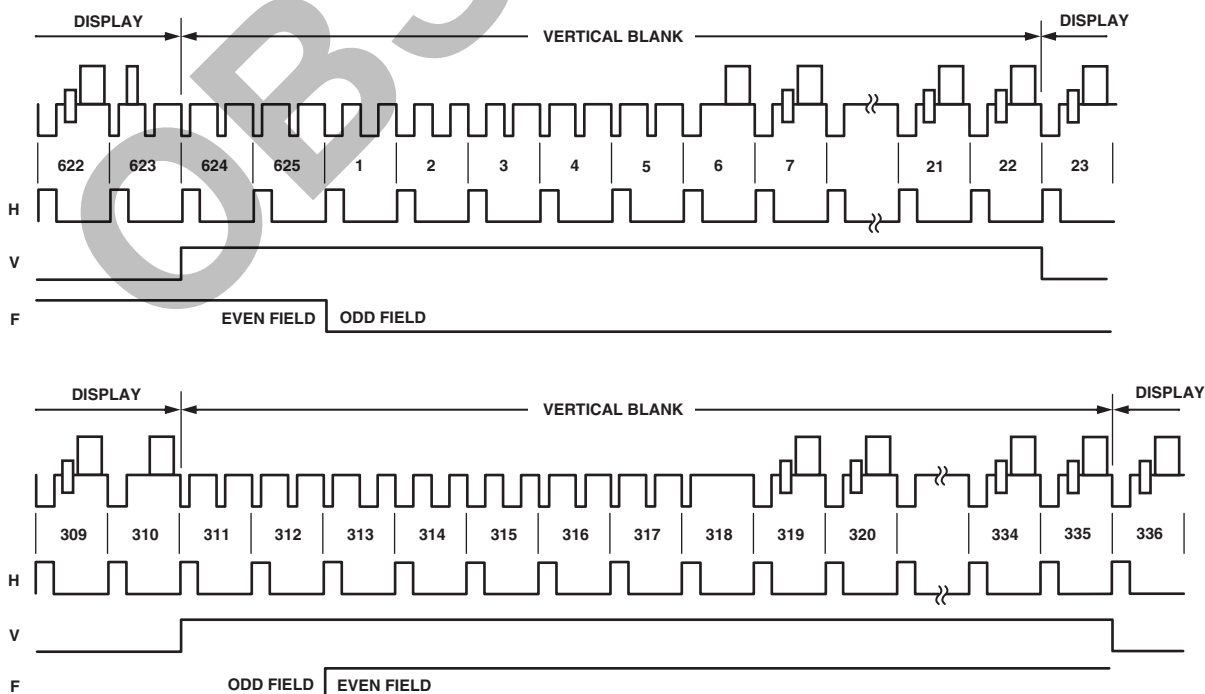 DISPLAY VERTICAL BLANK DISPLAY
622 623 624 625 1 2 3 4 5 6 7 21 22 23
H
V
F EVEN FIELD ODD FIELD
DISPLAY VERTICAL BLANK DISPLAY
309 310 311 312 313 314 315 316 317 318 319 320 334 335 336
H
V
F ODD FIELD EVEN FIELD
OBS